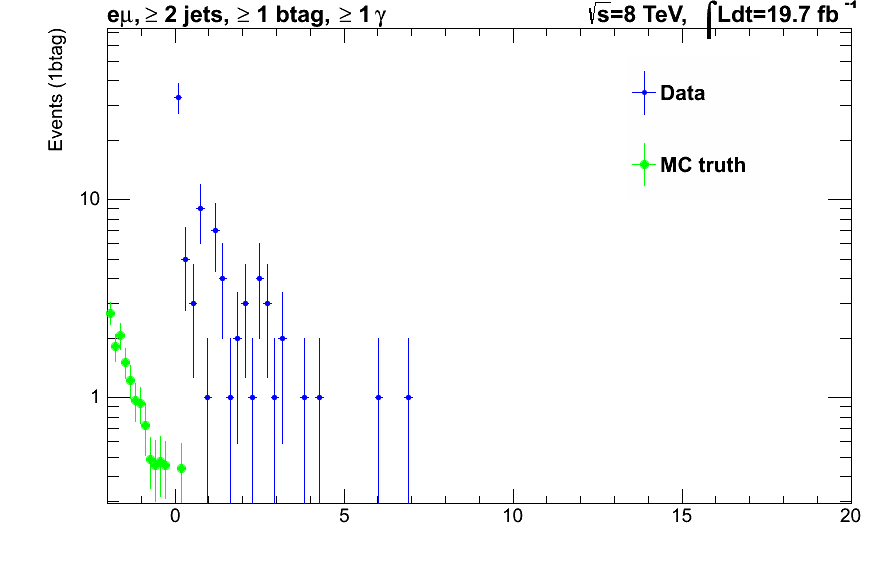 eμ, ≥ 2 jets, ≥ 1 btag, ≥ 1 γ
√s=8 TeV, ∫Ldt=19.7 fb⁻¹
Events (1btag)
Data
MC truth
10
1
0 5 10 15 20